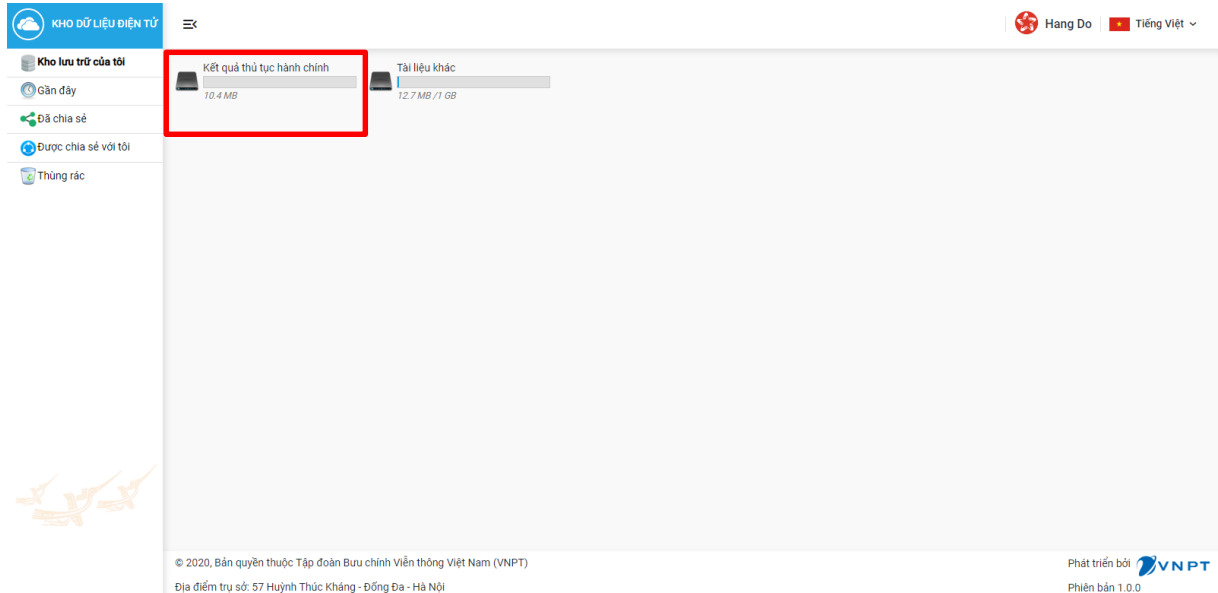 KHO DỮ LIỆU ĐIỆN TỬ
Hang Do
Tiếng Việt
Kho lưu trữ của tôi
Gần đây
Đã chia sẻ
Được chia sẻ với tôi
Thùng rác
Kết quả thủ tục hành chính
10.4 MB
Tài liệu khác
12.7 MB /1 GB
© 2020, Bản quyền thuộc Tập đoàn Bưu chính Viễn thông Việt Nam (VNPT)
Phát triển bởi VNPT
Địa điểm trụ sở: 57 Huỳnh Thúc Kháng - Đống Đa - Hà Nội
Phiên bản 1.0.0